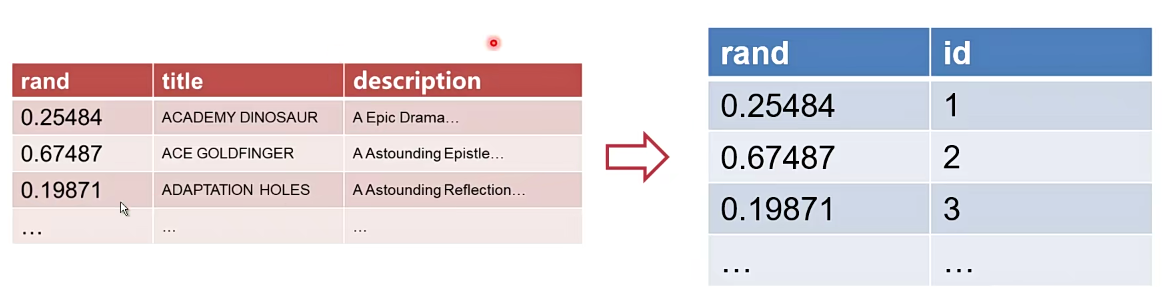 rand title description
0.25484 ACADEMY DINOSAUR A Epic Drama…
0.67487 ACE GOLDFINGER A Astounding Epistle…
0.19871 ADAPTATION HOLES A Astounding Reflection…
… … …
rand id
0.25484 1
0.67487 2
0.19871 3
… …